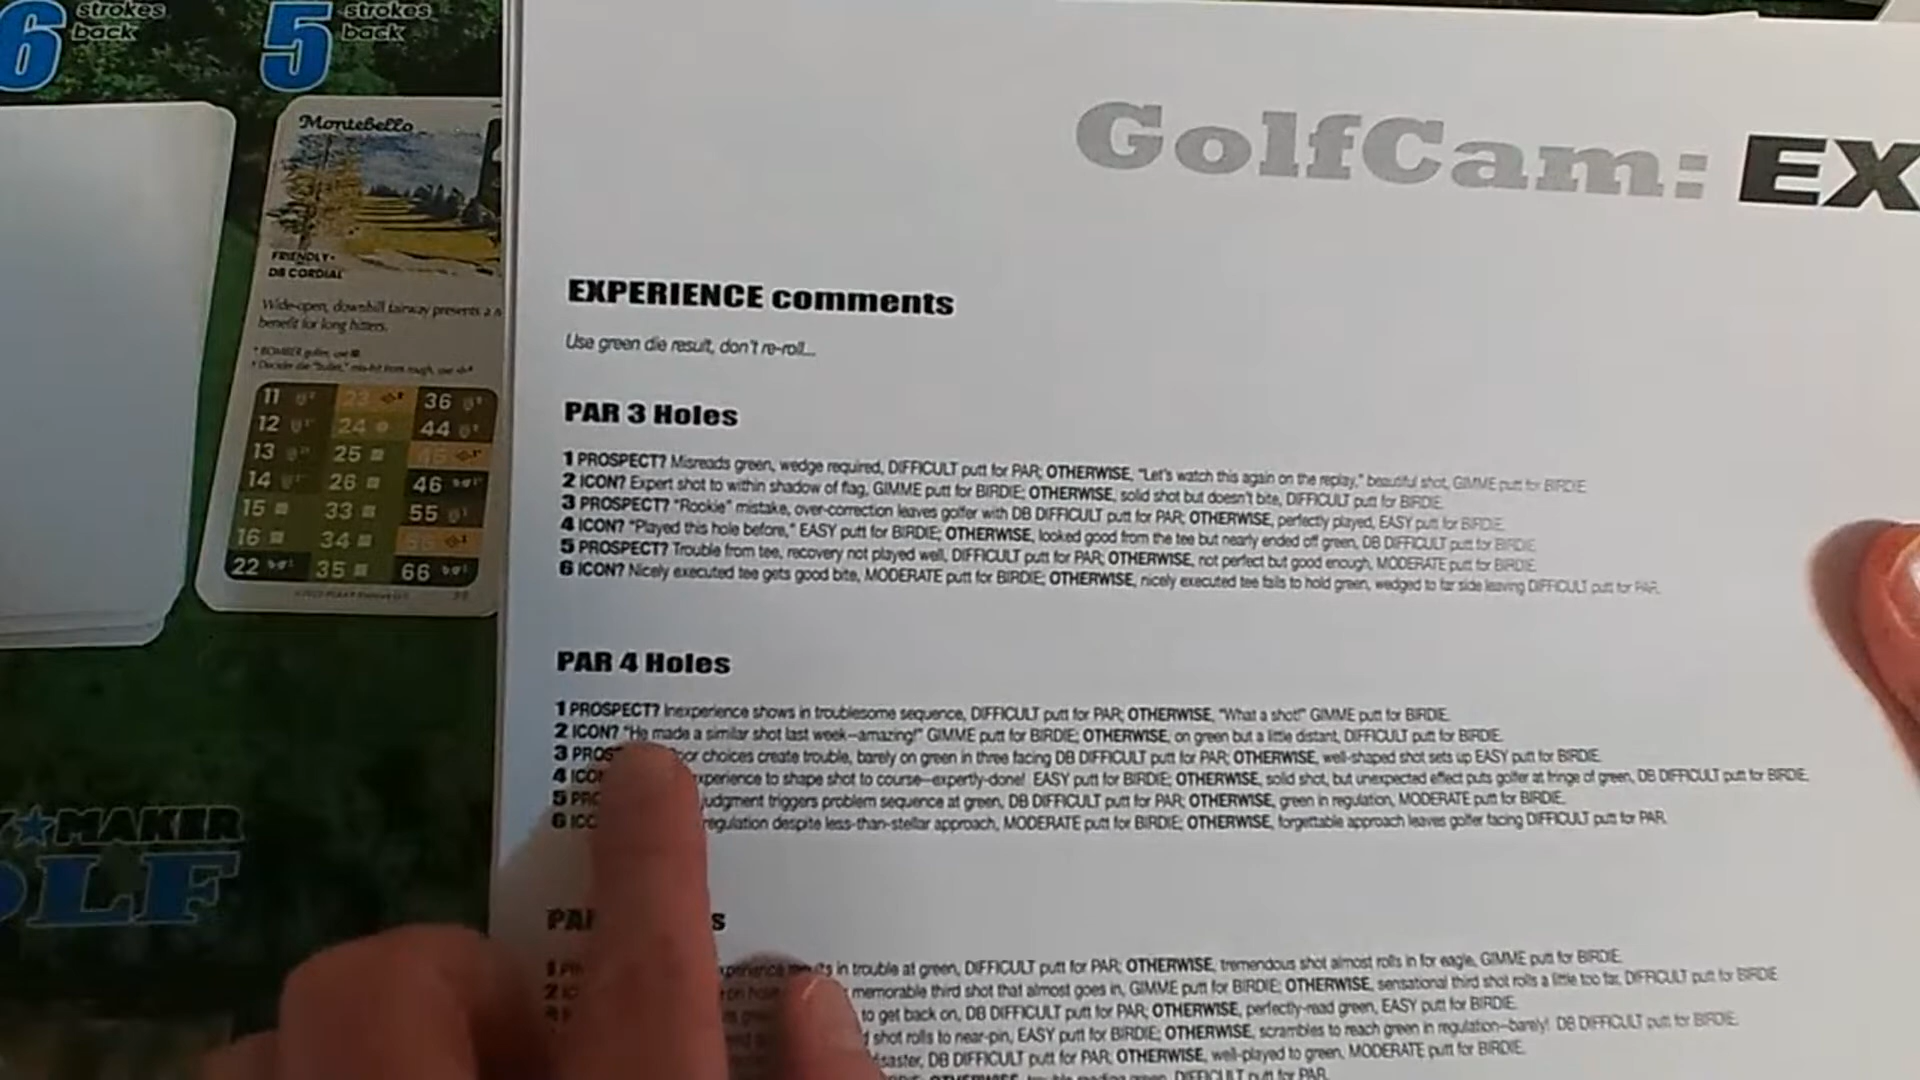 6 strokes back
5 strokes back
Montebello
FRIENDLY•
DB CORDIAL
Wide-open, downhill fairway presents a
benefit for long hitters.
11 23 36
12 24 44
13 25 45
14 26 46
15 33 55
16 34 56
22 35 66
MAKER
GolfCam: EX
EXPERIENCE comments
Use green die result, don't re-roll...
PAR 3 Holes
1 PROSPECT? Misreads green, wedge required, DIFFICULT putt for PAR; OTHERWISE, "Let's watch this again on the replay," beautiful shot, GIMME putt for BIRDIE.
2 ICON? Expert shot to within shadow of flag, GIMME putt for BIRDIE; OTHERWISE, solid shot but doesn't bite, DIFFICULT putt for BIRDIE.
3 PROSPECT? "Rookie" mistake, over-correction leaves golfer with DB DIFFICULT putt for PAR; OTHERWISE, perfectly played, EASY putt for BIRDIE.
4 ICON? "Played this hole before," EASY putt for BIRDIE; OTHERWISE, looked good from the tee but nearly ended off green, DB DIFFICULT putt for BIRDIE.
5 PROSPECT? Trouble from tee, recovery not played well, DIFFICULT putt for PAR; OTHERWISE, not perfect but good enough, MODERATE putt for BIRDIE.
6 ICON? Nicely executed tee gets good bite, MODERATE putt for BIRDIE; OTHERWISE, nicely executed tee fails to hold green, wedged to far side leaving DIFFICULT putt for PAR.
PAR 4 Holes
1 PROSPECT? Inexperience shows in troublesome sequence, DIFFICULT putt for PAR; OTHERWISE, "What a shot!" GIMME putt for BIRDIE.
2 ICON? "He made a similar shot last week—amazing!" GIMME putt for BIRDIE; OTHERWISE, on green but a little distant, DIFFICULT putt for BIRDIE.
3 PROS oor choices create trouble, barely on green in three facing DB DIFFICULT putt for PAR; OTHERWISE, well-shaped shot sets up EASY putt for BIRDIE.
4 ICO xperience to shape shot to course—expertly-done! EASY putt for BIRDIE; OTHERWISE, solid shot, but unexpected effect puts golfer at fringe of green, DB DIFFICULT putt for BIRDIE.
5 PRO judgment triggers problem sequence at green, DB DIFFICULT putt for PAR; OTHERWISE, green in regulation, MODERATE putt for BIRDIE.
6 ICO regulation despite less-than-stellar approach, MODERATE putt for BIRDIE; OTHERWISE, forgettable approach leaves golfer facing DIFFICULT putt for PAR.
PAR s
1 in trouble at green, DIFFICULT putt for PAR; OTHERWISE, tremendous shot almost rolls in for eagle, GIMME putt for BIRDIE.
2 memorable third shot that almost goes in, GIMME putt for BIRDIE; OTHERWISE, sensational third shot rolls a little too far, DIFFICULT putt for BIRDIE
to get back on, DB DIFFICULT putt for PAR; OTHERWISE, perfectly-read green, EASY putt for BIRDIE.
shot rolls to near-pin, EASY putt for BIRDIE; OTHERWISE, scrambles to reach green in regulation—barely! DB DIFFICULT putt for BIRDIE.
saster, DB DIFFICULT putt for PAR; OTHERWISE, well-played to green, MODERATE putt for BIRDIE.
OTHERWISE, trouble reading green, DIFFICULT putt for PAR.